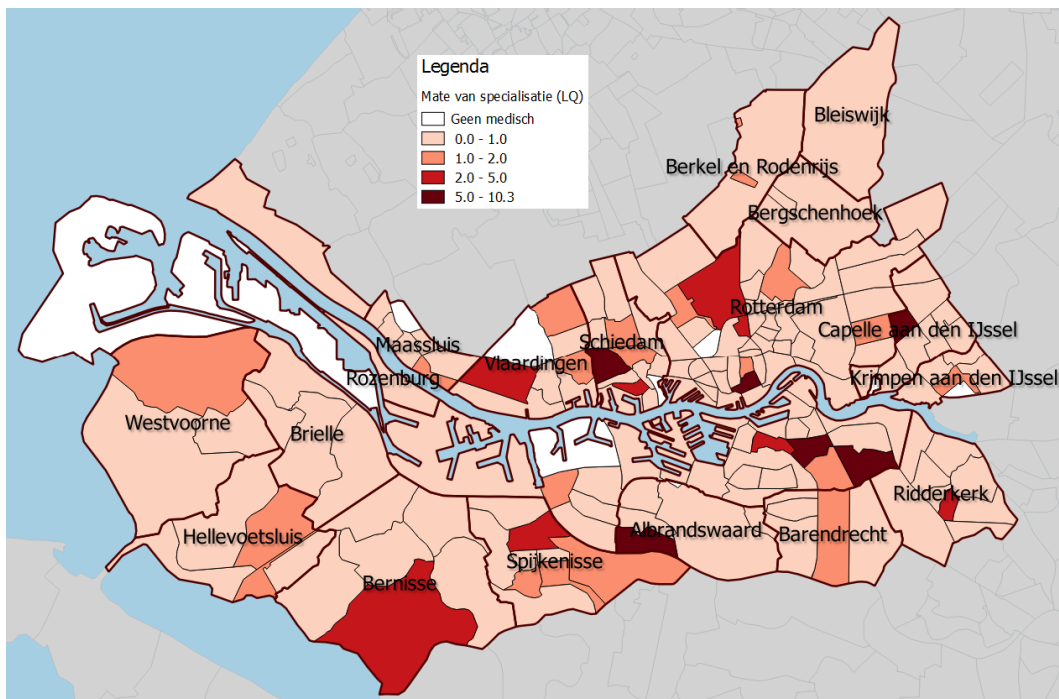 Legenda
Mate van specialisatie (LQ)
Geen medisch
0.0 - 1.0
1.0 - 2.0
2.0 - 5.0
5.0 - 10.3
Bleiswijk
Berkel en Rodenrijs
Bergschenhoek
Rotterdam
Capelle aan den IJssel
Schiedam
Maassluis
Vlaardingen
Rozenburg
Krimpen aan den IJssel
Westvoorne
Brielle
Ridderkerk
Hellevoetsluis
Albrandswaard
Barendrecht
Spijkenisse
Bernisse